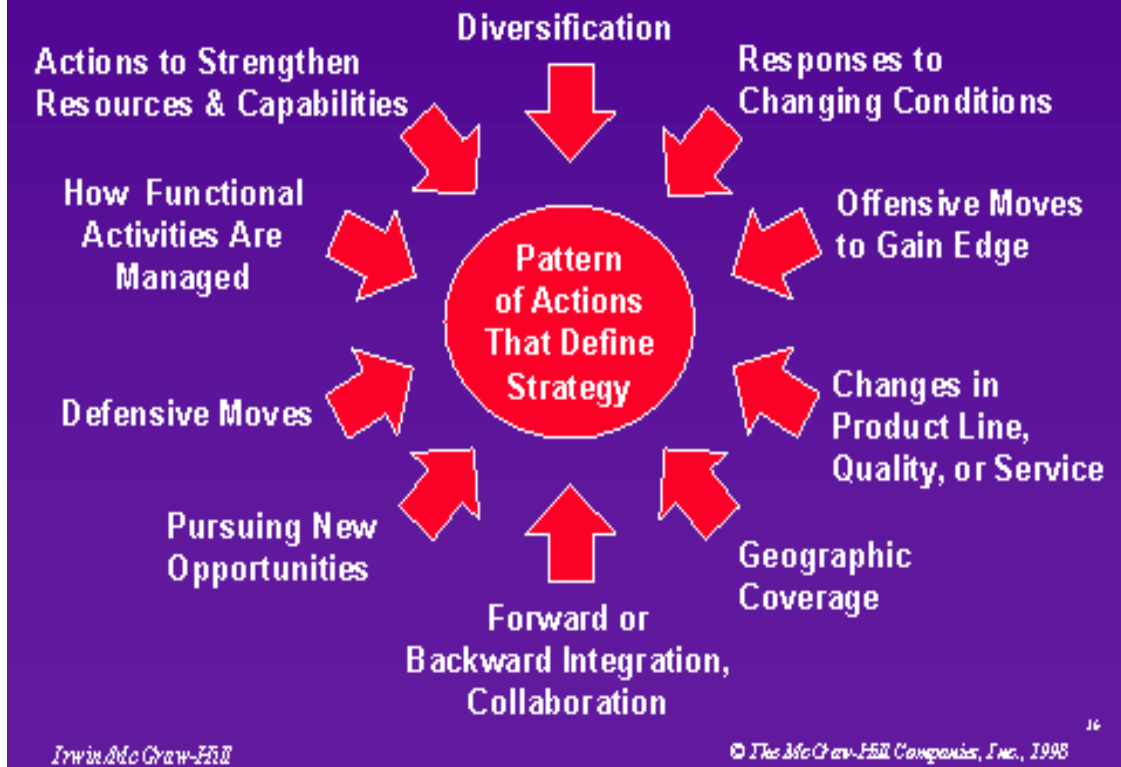 Diversification
Actions to Strengthen
Resources & Capabilities
Responses to
Changing Conditions
How Functional
Activities Are
Managed
Offensive Moves
to Gain Edge
Pattern
of Actions
That Define
Strategy
Defensive Moves
Changes in
Product Line,
Quality, or Service
Pursuing New
Opportunities
Geographic
Coverage
Forward or
Backward Integration,
Collaboration
16
Irwin/McGraw-Hill
© The McGraw-Hill Companies, Inc., 1998